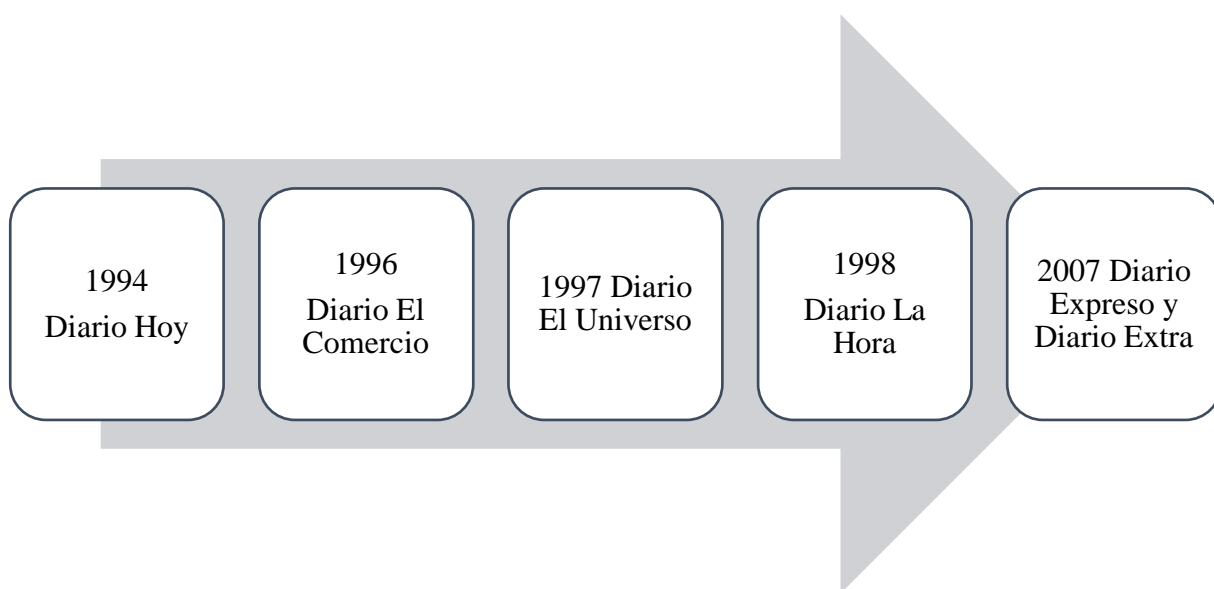 1994
Diario Hoy
1996
Diario El
Comercio
1997 Diario
El Universo
1998
Diario La
Hora
2007 Diario
Expreso y
Diario Extra